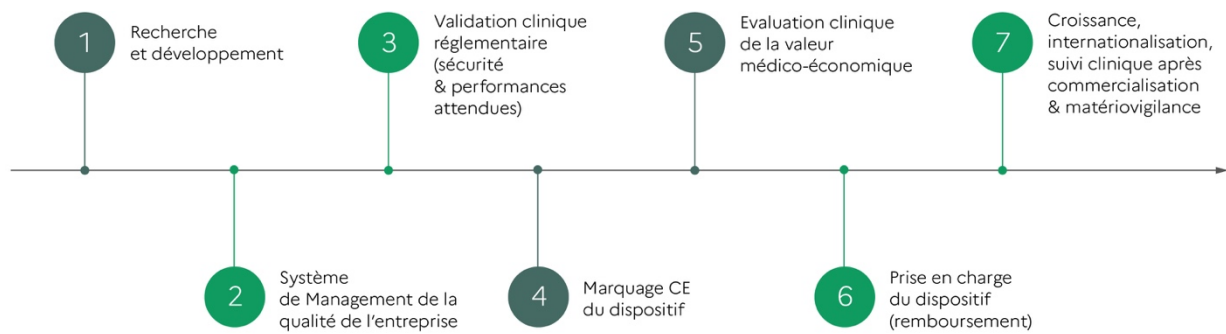 1
Recherche
et développement
2
Système
de Management de la
qualité de l'entreprise
3
Validation clinique
réglementaire
(sécurité
& performances
attendues)
4
Marquage CE
du dispositif
5
Evaluation clinique
de la valeur
médico-économique
6
Prise en charge
du dispositif
(remboursement)
7
Croissance,
internationalisation,
suivi clinique après
commercialisation
& matériovigilance